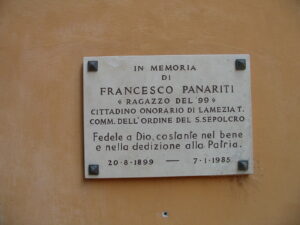 IN MEMORIA
DI
FRANCESCO PANARITI
« RAGAZZO DEL '99 »
CITTADINO ONORARIO DI LAMEZIA T.
COMM. DELL'ORDINE DEL S. SEPOLCRO
Fedele a Dio, costante nel bene
e nella dedizione alla Patria.
20-8-1899 — 7-1-1985